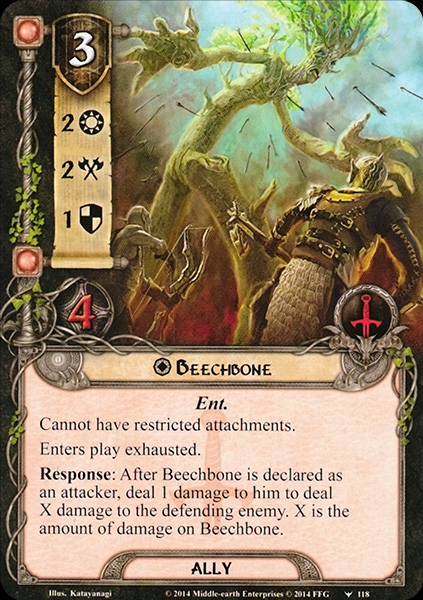 3
2
2
1
4
BEECHBONE
Ent.
Cannot have restricted attachments.
Enters play exhausted.
Response: After Beechbone is declared as
an attacker, deal 1 damage to him to deal
X damage to the defending enemy. X is the
amount of damage on Beechbone.
ALLY
Illus. Katayanagi © 2014 Middle-earth Enterprises © 2014 FFG 118